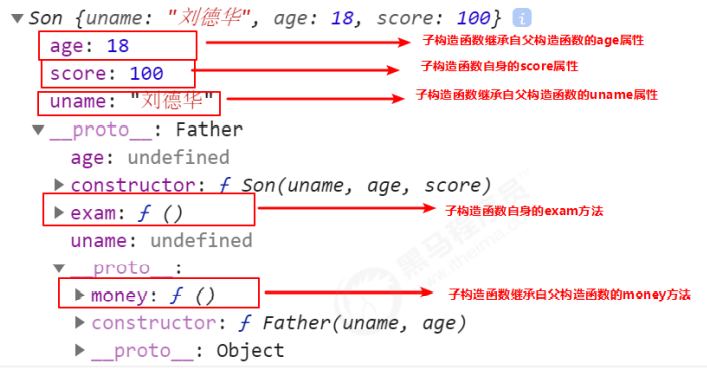 Son {uname: "刘德华", age: 18, score: 100} i
age: 18 子构造函数继承自父构造函数的age属性
score: 100 子构造函数自身的score属性
uname: "刘德华" 子构造函数继承自父构造函数的uname属性
__proto__: Father
age: undefined
constructor: ƒ Son(uname, age, score)
exam: ƒ () 子构造函数自身的exam方法
uname: undefined
__proto__:
money: ƒ () 子构造函数继承自父构造函数的money方法
constructor: ƒ Father(uname, age)
__proto__: Object
黑马程序员
www.itheima.com